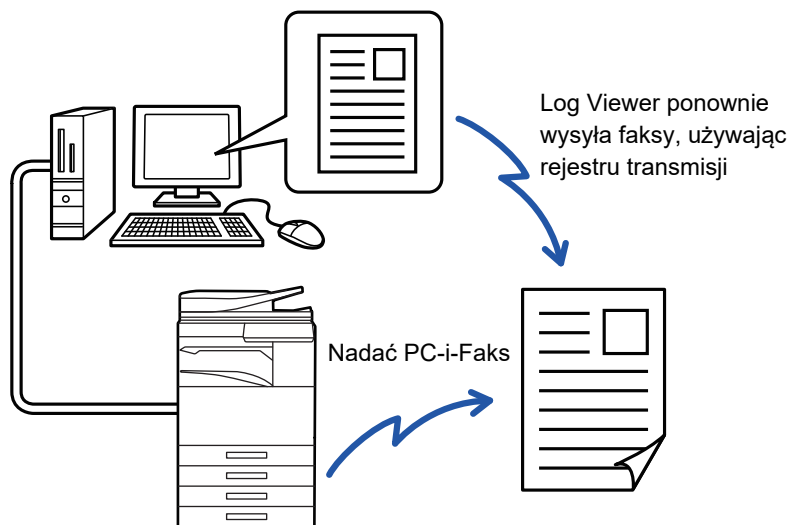 Log Viewer ponownie
wysyła faksy, używając
rejestru transmisji
Nadać PC-i-Faks